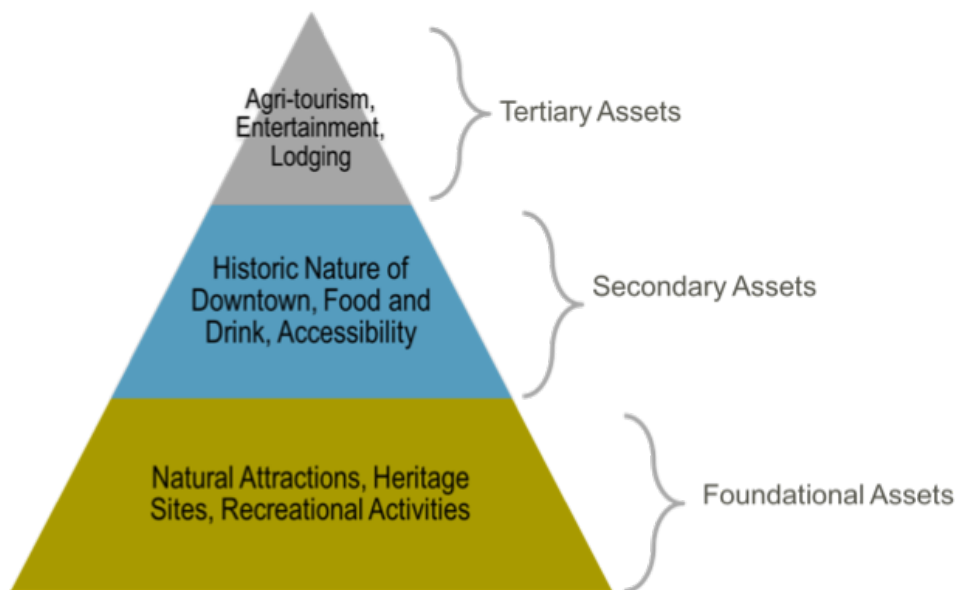 Agri-tourism,
Entertainment,
Lodging
Tertiary Assets
Historic Nature of
Downtown, Food and
Drink, Accessibility
Secondary Assets
Natural Attractions, Heritage
Sites, Recreational Activities
Foundational Assets